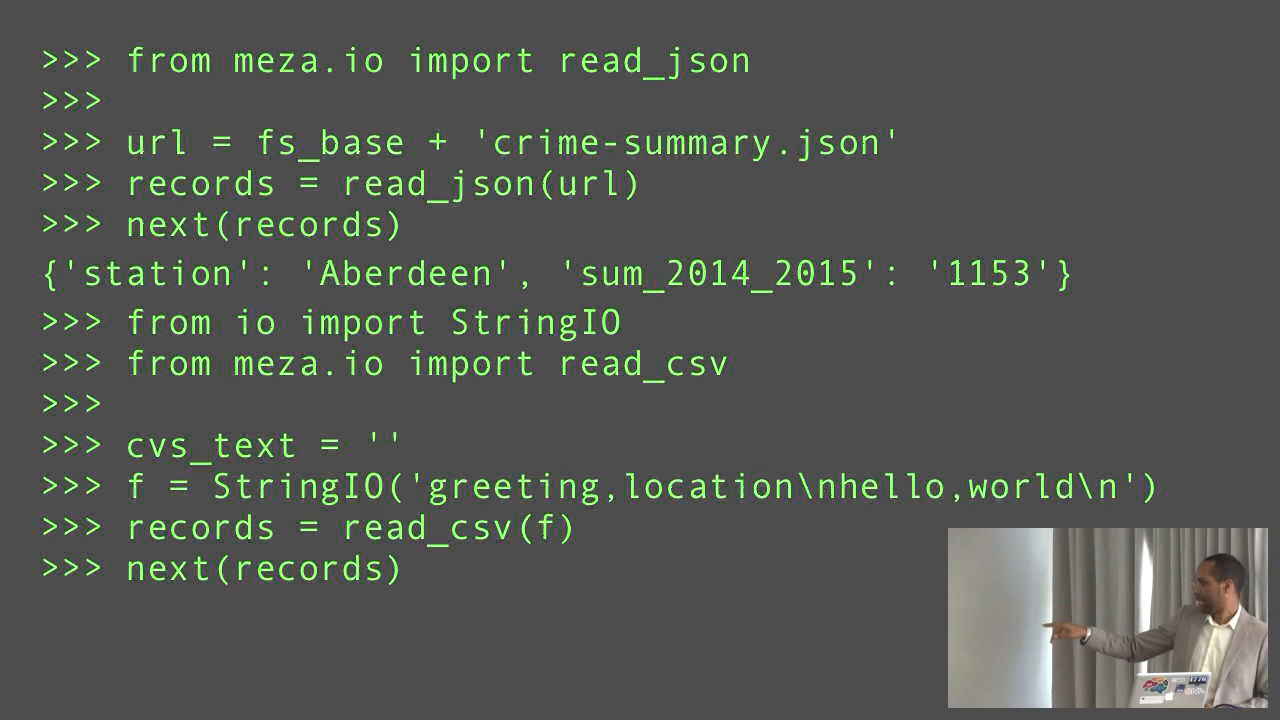 >>> from meza.io import read_json
>>>
>>> url = fs_base + 'crime-summary.json'
>>> records = read_json(url)
>>> next(records)
{'station': 'Aberdeen', 'sum_2014_2015': '1153'}
>>> from io import StringIO
>>> from meza.io import read_csv
>>>
>>> cvs_text = ''
>>> f = StringIO('greeting,location\nhello,world\n')
>>> records = read_csv(f)
>>> next(records)